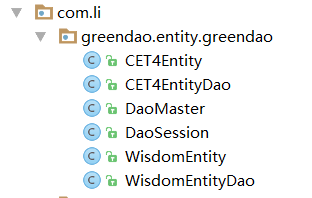 com.li
greendao.entity.greendao
CET4Entity
CET4EntityDao
DaoMaster
DaoSession
WisdomEntity
WisdomEntityDao